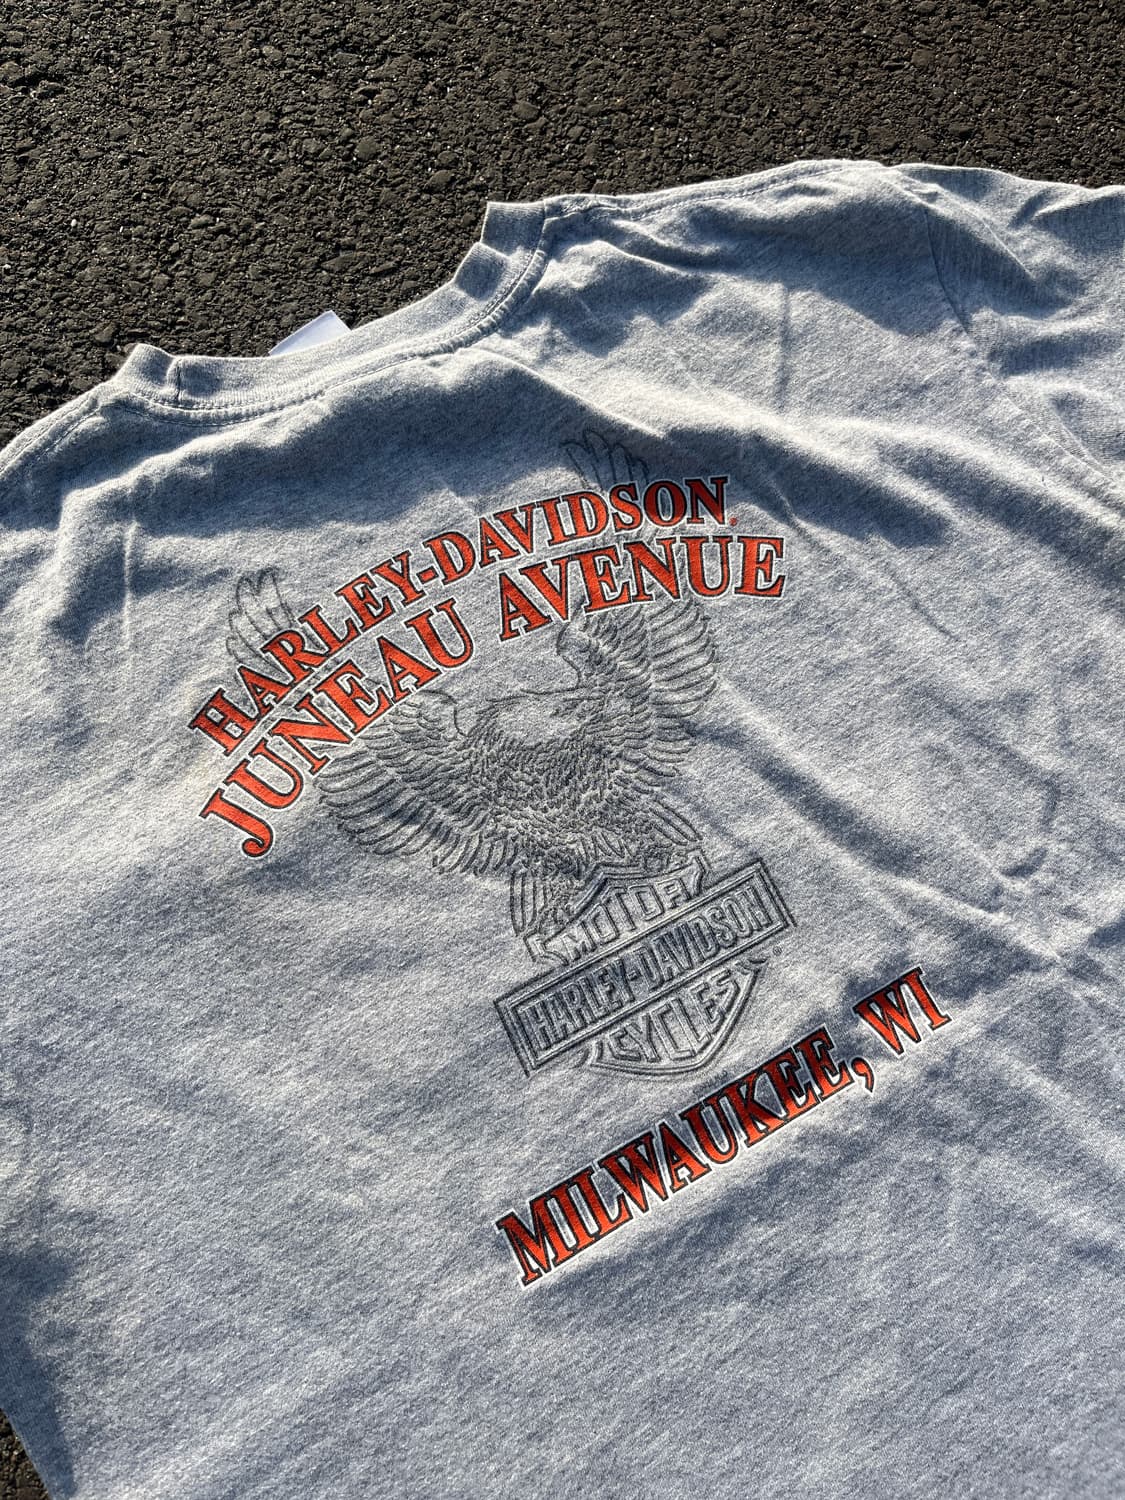 HARLEY-DAVIDSON
JUNEAU AVENUE
MOTOR
HARLEY-DAVIDSON
CYCLES
MILWAUKEE, WI